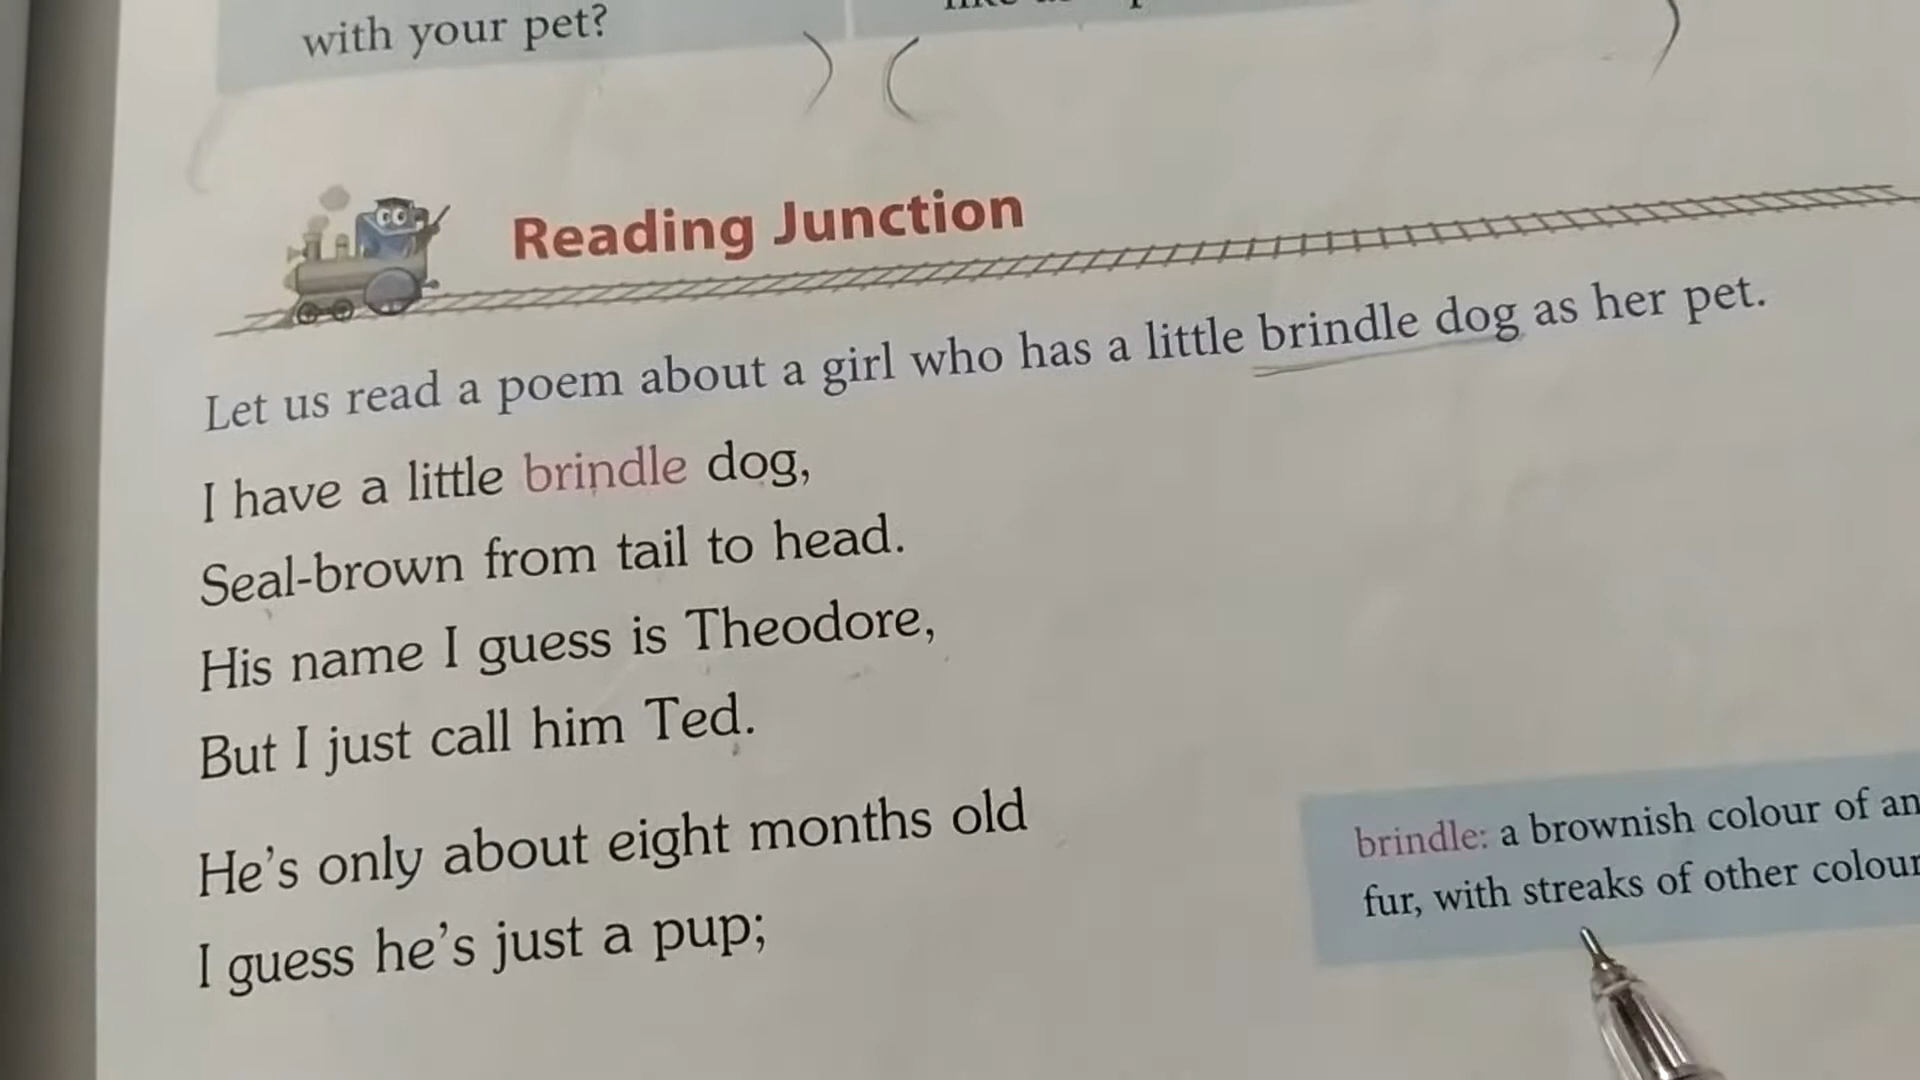 with your pet?
Reading Junction
Let us read a poem about a girl who has a little brindle dog as her pet.
I have a little brindle dog,
Seal-brown from tail to head.
His name I guess is Theodore,
But I just call him Ted.
He's only about eight months old
I guess he's just a pup;
brindle: a brownish colour of an
fur, with streaks of other colour